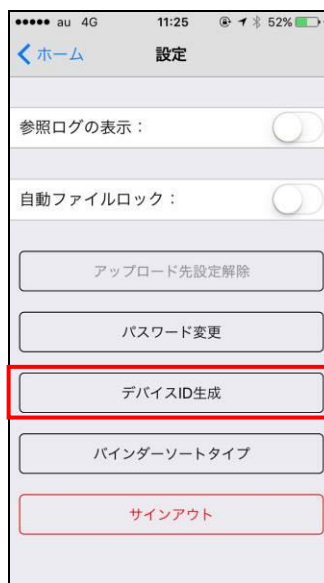 ●●●●● au 4G 11:25 52%
ホーム 設定
参照ログの表示：
自動ファイルロック：
アップロード先設定解除
パスワード変更
デバイスID生成
バインダーソートタイプ
サインアウト